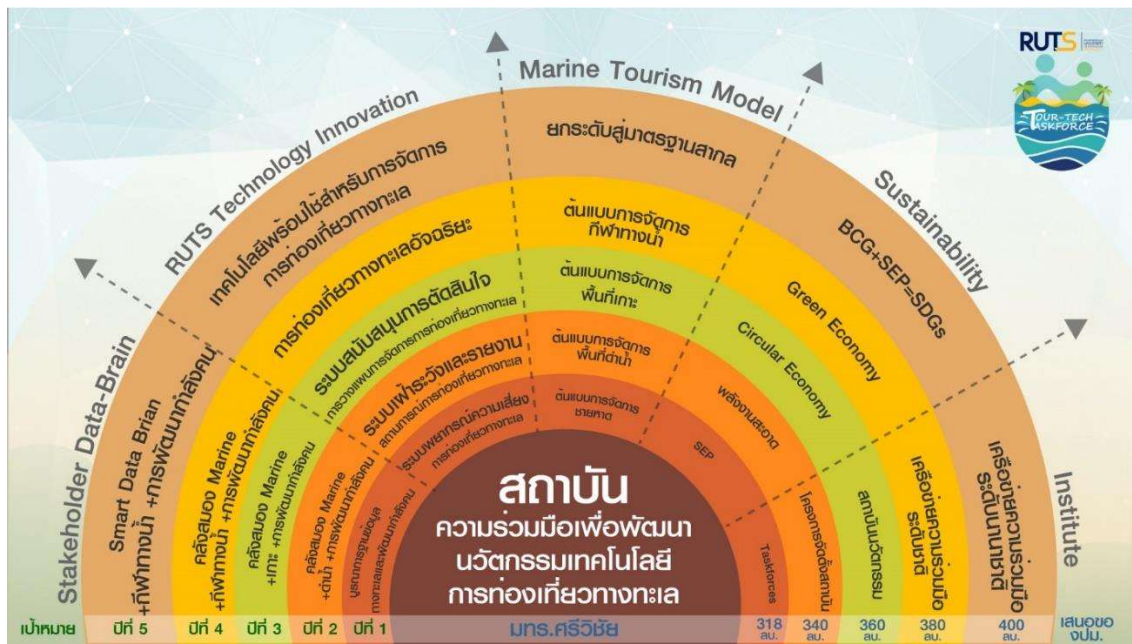 RUTS
TOUR-TECH
TASKFORCE
Stakeholder Data-Brain
RUTS Technology Innovation
Marine Tourism Model
Sustainability
Institute
Smart Data Brian
+กีฬาทางน้ำ +การพัฒนากำลังคน
เทคโนโลยีพร้อมใช้สำหรับการจัดการ
การท่องเที่ยวทางทะเล
ยกระดับสู่มาตรฐานสากล
BCG+SEP=SDGs
เครือข่ายความร่วมมือ
ระดับนานาชาติ
คลังสมอง Marine
+กีฬาทางน้ำ +การพัฒนากำลังคน
การท่องเที่ยวทางทะเลอัจฉริยะ
ต้นแบบการจัดการ
กีฬาทางน้ำ
Green Economy
เครือข่ายความร่วมมือ
ระดับชาติ
คลังสมอง Marine
+เกาะ +การพัฒนากำลังคน
ระบบสนับสนุนการตัดสินใจ
การวางแผนการจัดการการท่องเที่ยวทางทะเล
ต้นแบบการจัดการ
พื้นที่เกาะ
Circular Economy
สถาบันนวัตกรรม
คลังสมอง Marine
+ดำน้ำ +การพัฒนากำลังคน
ระบบเฝ้าระวังและรายงาน
สถานการณ์การท่องเที่ยวทางทะเล
ต้นแบบการจัดการ
พื้นที่ดำน้ำ
พลังงานสะอาด
โครงการจัดตั้งสถาบัน
บูรณาการฐานข้อมูล
ทางทะเลและพัฒนากำลังคน
ระบบพยากรณ์ความเสี่ยง
การท่องเที่ยวทางทะเล
ต้นแบบการจัดการ
ชายหาด
SEP
Taskforces
สถาบัน
ความร่วมมือเพื่อพัฒนา
นวัตกรรมเทคโนโลยี
การท่องเที่ยวทางทะเล
เป้าหมาย ปีที่ 5 ปีที่ 4 ปีที่ 3 ปีที่ 2 ปีที่ 1 มทร.ศรีวิชัย 318 ลบ. 340 ลบ. 360 ลบ. 380 ลบ. 400 ลบ. เสนอขอ งปม.